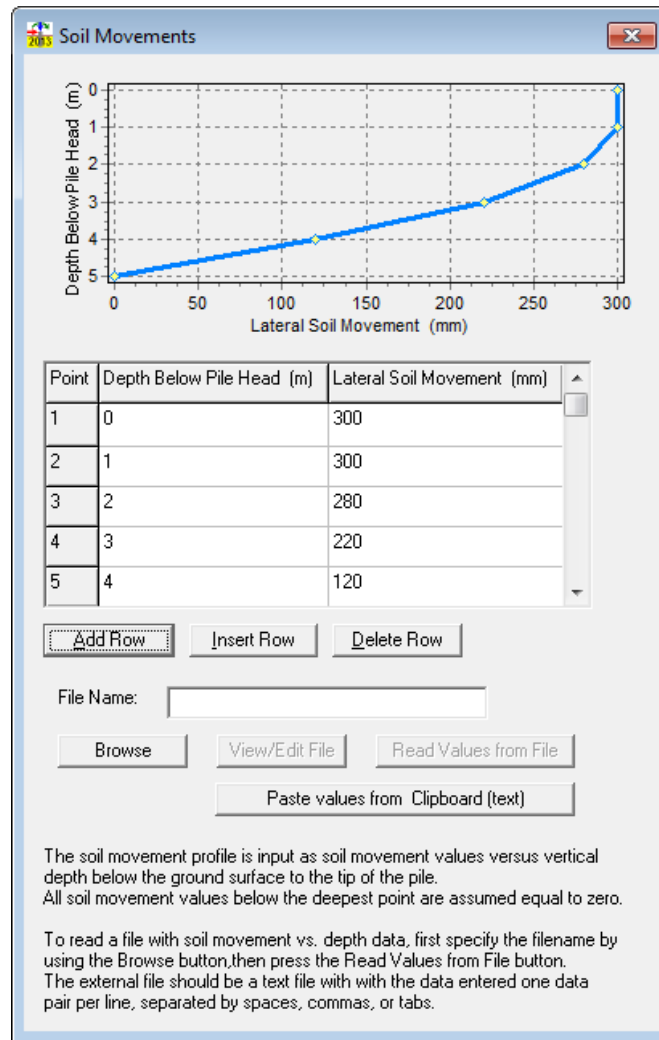 2013
Soil Movements
Depth Below Pile Head (m)
0
1
2
3
4
5
0 50 100 150 200 250 300
Lateral Soil Movement (mm)
Point Depth Below Pile Head (m) Lateral Soil Movement (mm)
1 0 300
2 1 300
3 2 280
4 3 220
5 4 120
Add Row Insert Row Delete Row
File Name:
Browse View/Edit File Read Values from File
Paste values from Clipboard (text)
The soil movement profile is input as soil movement values versus vertical
depth below the ground surface to the tip of the pile.
All soil movement values below the deepest point are assumed equal to zero.
To read a file with soil movement vs. depth data, first specify the filename by
using the Browse button,then press the Read Values from File button.
The external file should be a text file with with the data entered one data
pair per line, separated by spaces, commas, or tabs.